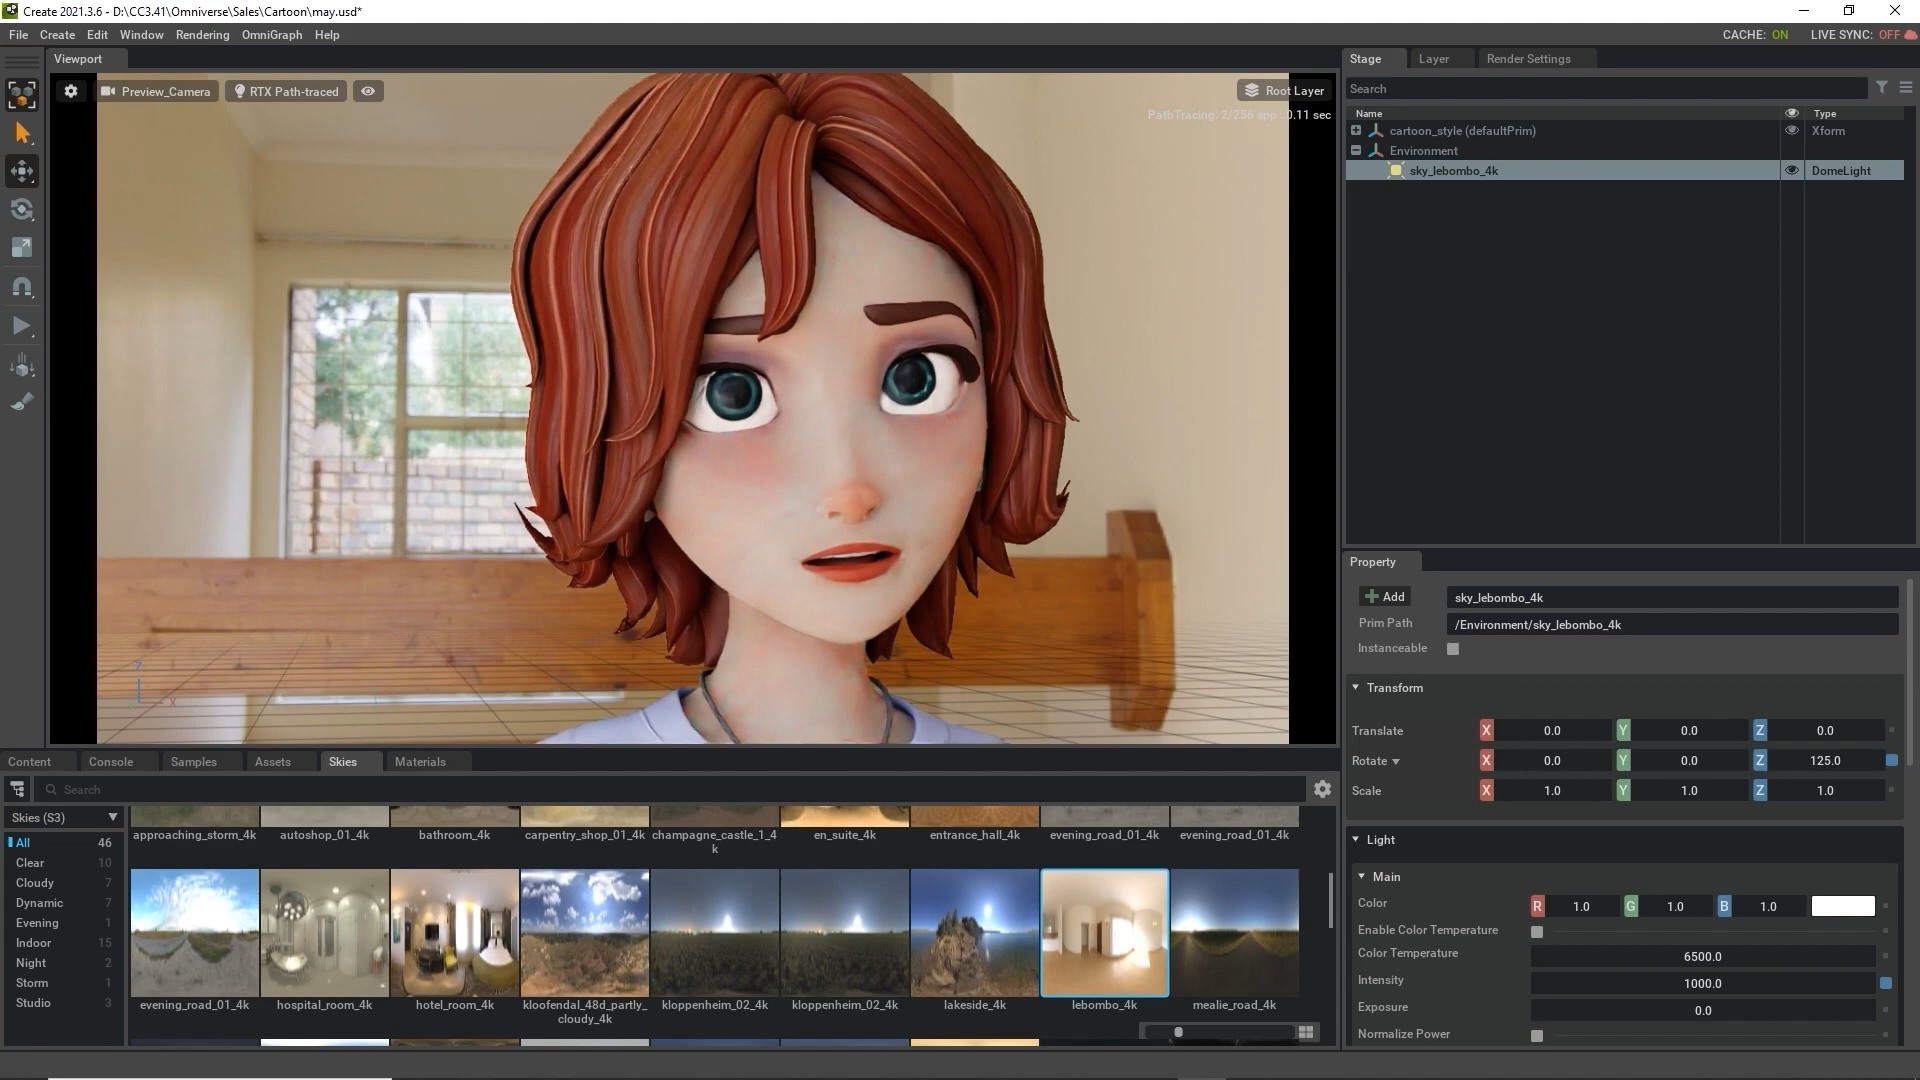 Create 2021.3.6 - D:\CC3.41\Omniverse\Sales\Cartoon\may.usd*
File Create Edit Window Rendering OmniGraph Help
CACHE: ON LIVE SYNC: OFF
Viewport
Preview_Camera RTX Path-traced Root Layer
PathTracing: 2/256 spp : 0.11 sec
Z
X
Stage Layer Render Settings
Search
Name Type
cartoon_style (defaultPrim) Xform
Environment
sky_lebombo_4k DomeLight
Property
Add sky_lebombo_4k
Prim Path /Environment/sky_lebombo_4k
Instanceable
Transform
Translate X 0.0 Y 0.0 Z 0.0
Rotate X 0.0 Y 0.0 Z 125.0
Scale X 1.0 Y 1.0 Z 1.0
Light
Main
Color R 1.0 G 1.0 B 1.0
Enable Color Temperature
Color Temperature 6500.0
Intensity 1000.0
Exposure 0.0
Normalize Power
Content Console Samples Assets Skies Materials
Search
Skies (S3)
All 46
Clear 10
Cloudy 7
Dynamic 7
Evening 1
Indoor 15
Night 2
Storm 1
Studio 3
approaching_storm_4k autoshop_01_4k bathroom_4k carpentry_shop_01_4k champagne_castle_1_4
k en_suite_4k entrance_hall_4k evening_road_01_4k evening_road_01_4k
evening_road_01_4k hospital_room_4k hotel_room_4k kloofendal_48d_partly_
cloudy_4k kloppenheim_02_4k kloppenheim_02_4k lakeside_4k lebombo_4k mealie_road_4k